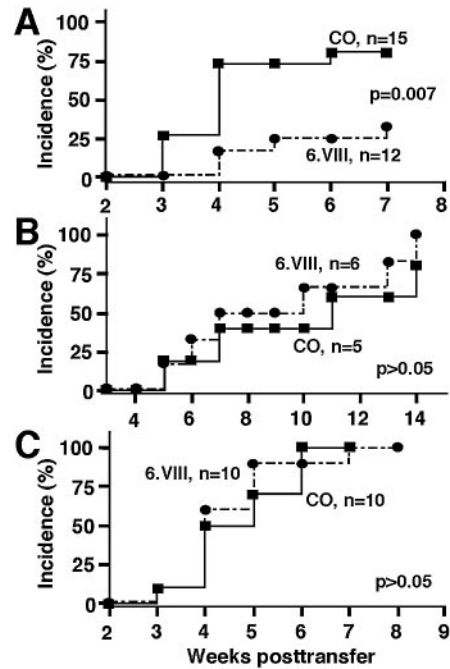 A
Incidence (%)
100
75
50
25
0
CO, n=15
p=0.007
6.VIII, n=12
2 3 4 5 6 7 8
B
Incidence (%)
100
75
50
25
0
6.VIII, n=6
CO, n=5
p>0.05
4 6 8 10 12 14
C
Incidence (%)
100
75
50
25
0
6.VIII, n=10
CO, n=10
p>0.05
2 3 4 5 6 7 8 9
Weeks posttransfer